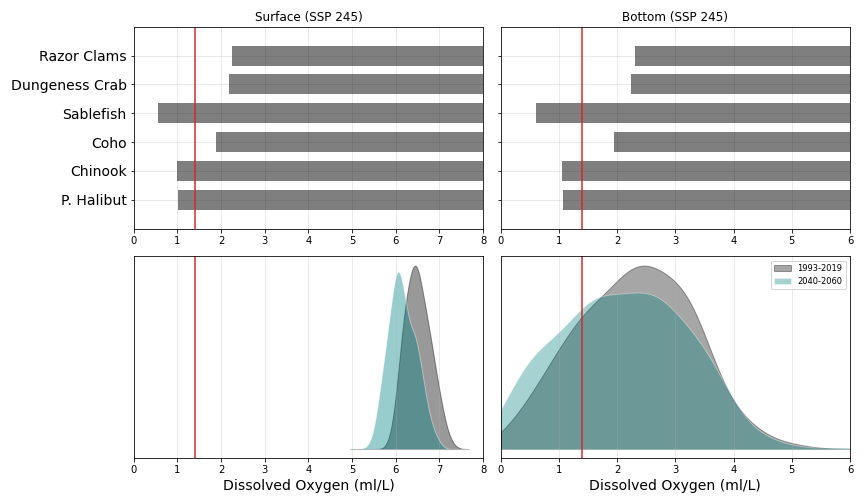 Surface (SSP 245)
Bottom (SSP 245)
Razor Clams
Dungeness Crab
Sablefish
Coho
Chinook
P. Halibut
0 1 2 3 4 5 6 7 8
0 1 2 3 4 5 6
1993-2019
2040-2060
0 1 2 3 4 5 6 7 8
0 1 2 3 4 5 6
Dissolved Oxygen (ml/L)
Dissolved Oxygen (ml/L)